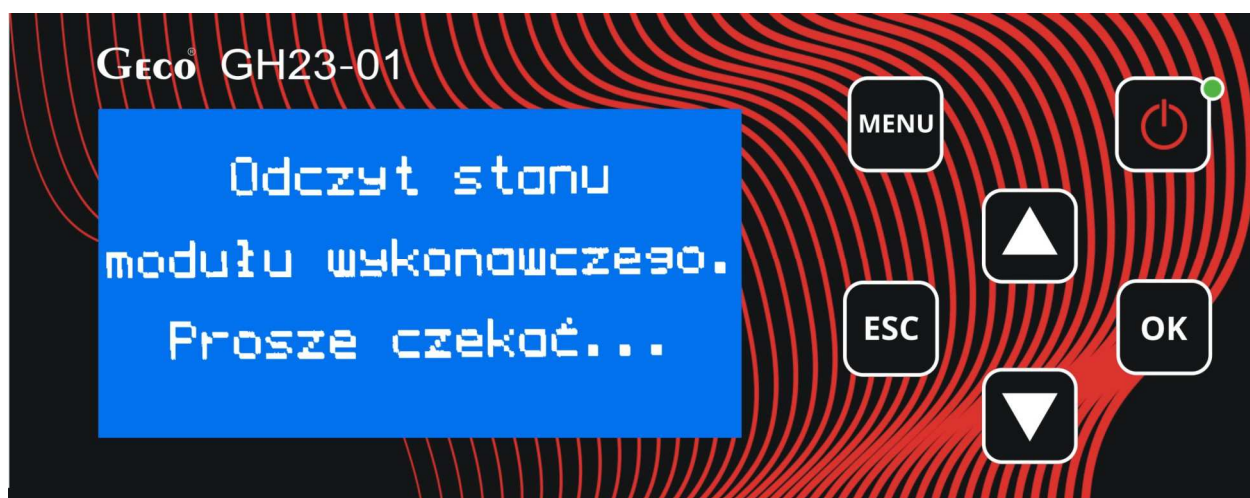 GECO® GH23-01
Odczyt stanu
modułu wykonawczego.
Prosze czekać...
MENU
ESC
OK